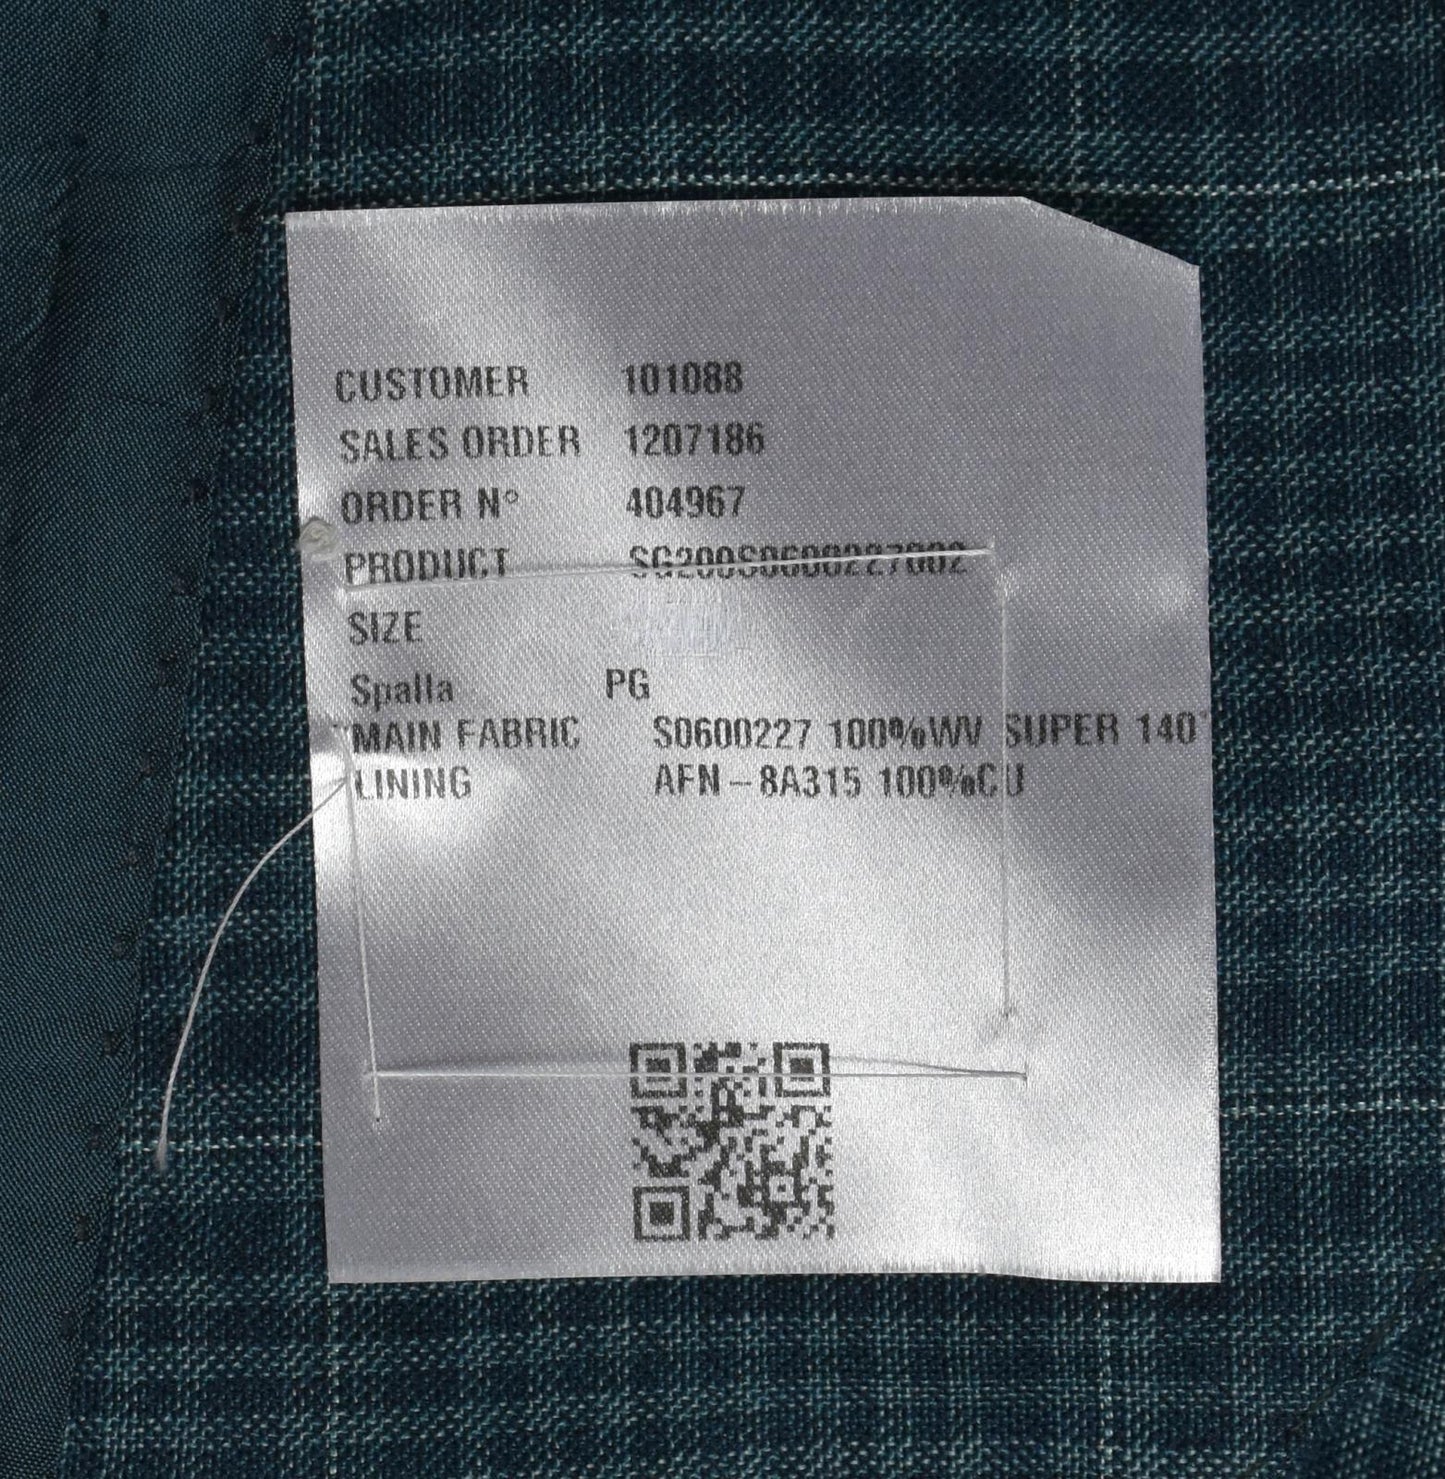 CUSTOMER 101088
SALES ORDER 1207186
ORDER N° 404967
PRODUCT SG200S0600227002
SIZE
Spalla PG
MAIN FABRIC S0600227 100%WV SUPER 140'
LINING AFN-8A315 100%CU